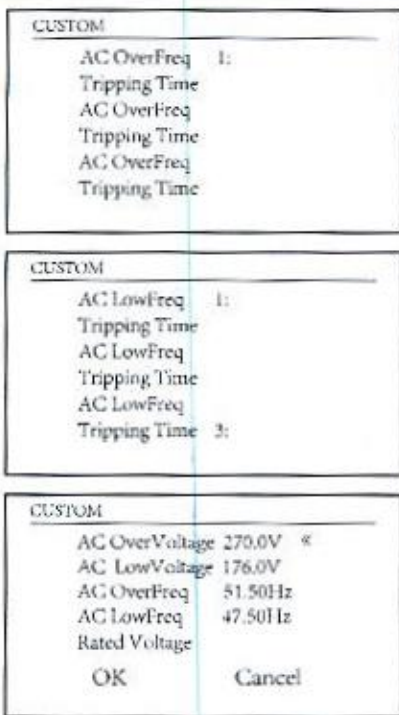 CUSTOM
AC OverFreq 1:
Tripping Time
AC OverFreq
Tripping Time
AC OverFreq
Tripping Time
CUSTOM
AC LowFreq 1:
Tripping Time
AC LowFreq
Tripping Time
AC LowFreq
Tripping Time 3:
CUSTOM
AC OverVoltage 270.0V «
AC LowVoltage 176.0V
AC OverFreq 51.50Hz
AC LowFreq 47.50Hz
Rated Voltage
OK Cancel